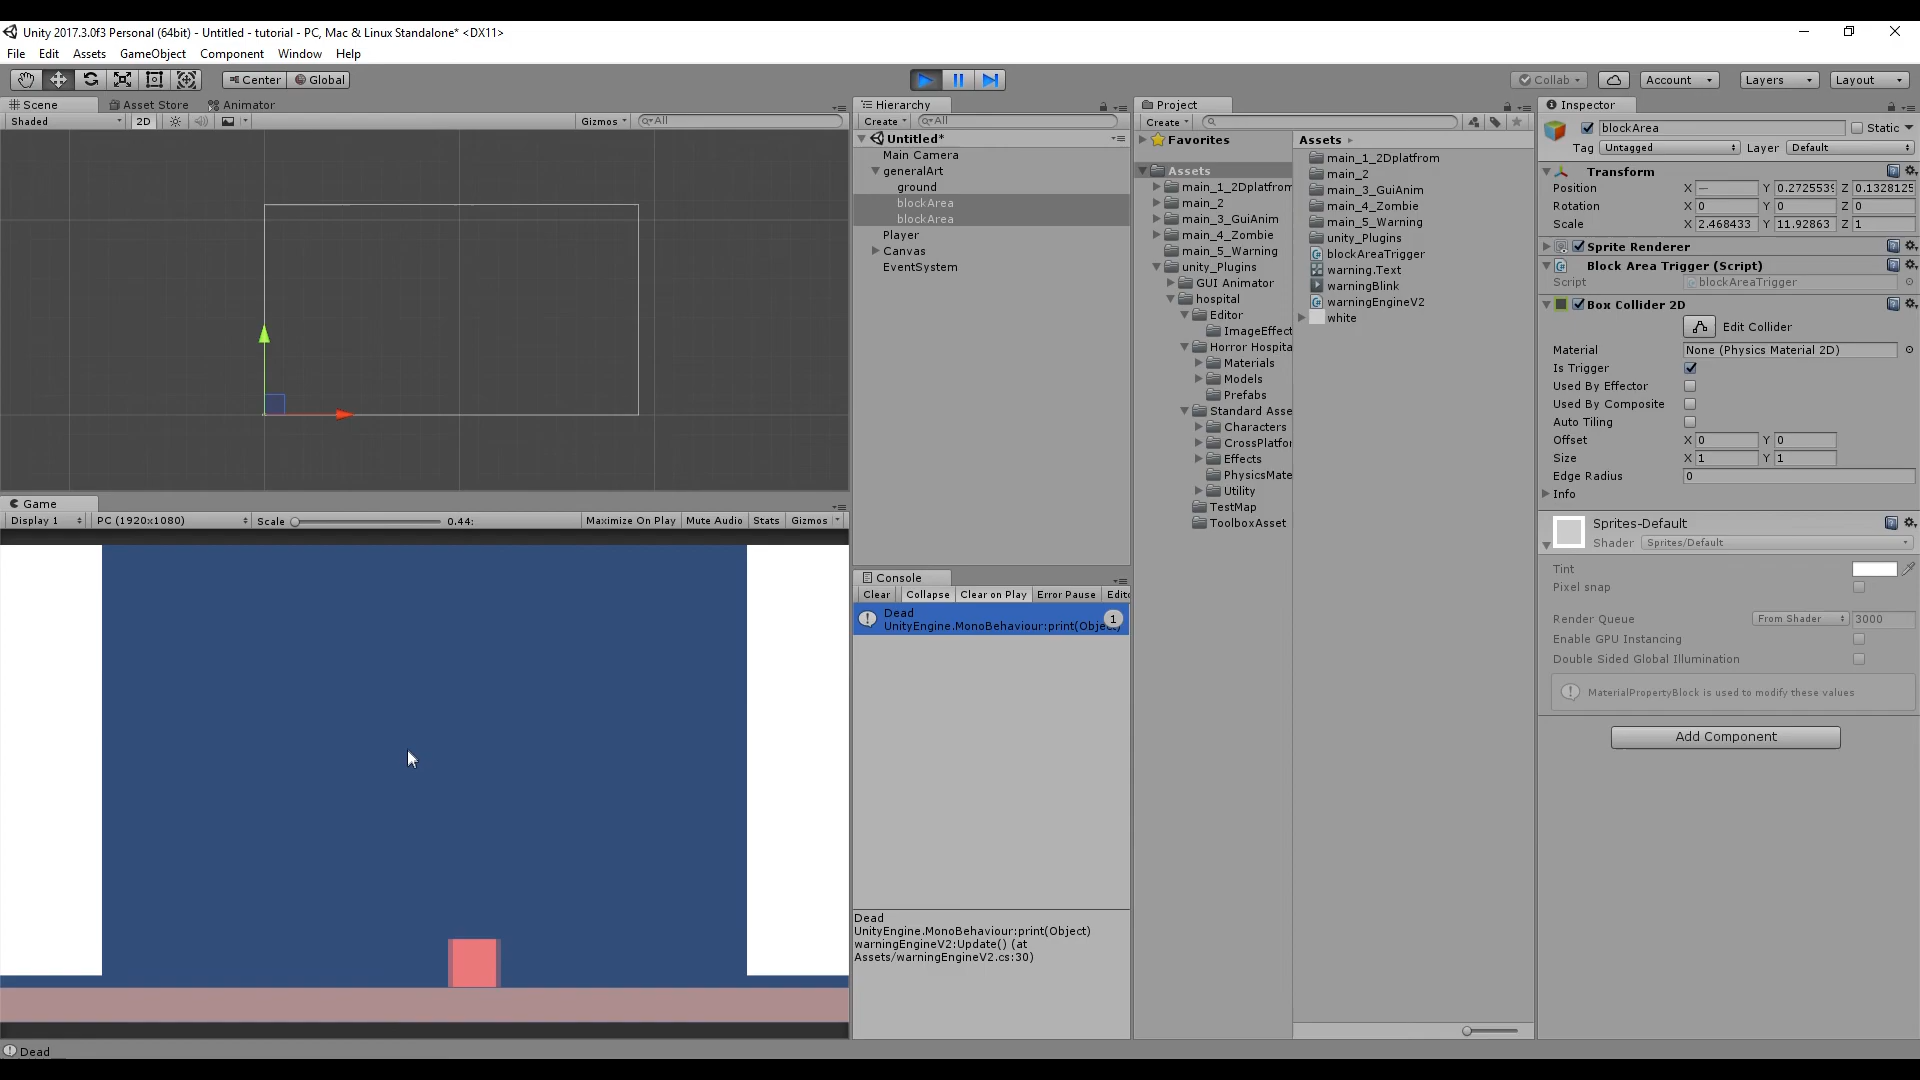 Unity 2017.3.0f3 Personal (64bit) - Untitled - tutorial - PC, Mac & Linux Standalone* <DX11>
File Edit Assets GameObject Component Window Help
Center Global
Collab Account Layers Layout
Scene Asset Store Animator
Shaded 2D Gizmos All
Hierarchy
Create All
Untitled*
Main Camera
generalArt
ground
blockArea
blockArea
Player
Canvas
EventSystem
Project
Create
Favorites
Assets
main_1_2Dplatfrom
main_2
main_3_GuiAnim
main_4_Zombie
main_5_Warning
unity_Plugins
GUI Animator
hospital
Editor
ImageEffect
Horror Hospita
Materials
Models
Prefabs
Standard Asse
Characters
CrossPlatfor
Effects
PhysicsMate
Utility
TestMap
ToolboxAsset
Assets
main_1_2Dplatfrom
main_2
main_3_GuiAnim
main_4_Zombie
main_5_Warning
unity_Plugins
blockAreaTrigger
warning.Text
warningBlink
warningEngineV2
white
Inspector
blockArea Static
Tag Untagged Layer Default
Transform
Position X — Y 0.2725539 Z 0.1328125
Rotation X 0 Y 0 Z 0
Scale X 2.468433 Y 11.92863 Z 1
Sprite Renderer
Block Area Trigger (Script)
Script blockAreaTrigger
Box Collider 2D
Edit Collider
Material None (Physics Material 2D)
Is Trigger
Used By Effector
Used By Composite
Auto Tiling
Offset X 0 Y 0
Size X 1 Y 1
Edge Radius 0
Info
Sprites-Default
Shader Sprites/Default
Tint
Pixel snap
Render Queue From Shader 3000
Enable GPU Instancing
Double Sided Global Illumination
MaterialPropertyBlock is used to modify these values
Add Component
Game
Display 1 PC (1920x1080) Scale 0.44: Maximize On Play Mute Audio Stats Gizmos
Console
Clear Collapse Clear on Play Error Pause Edito
Dead
UnityEngine.MonoBehaviour:print(Object) 1
Dead
UnityEngine.MonoBehaviour:print(Object)
warningEngineV2:Update() (at
Assets/warningEngineV2.cs:30)
Dead